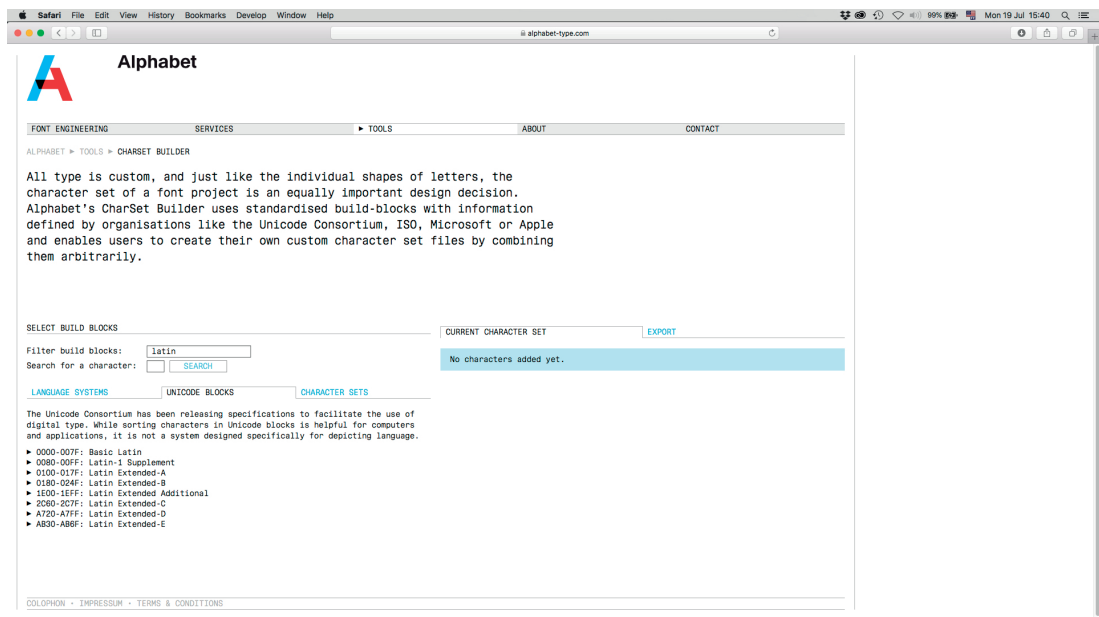 Safari File Edit View History Bookmarks Develop Window Help
99% Mon 19 Jul 15:40
alphabet-type.com
Alphabet
FONT ENGINEERING SERVICES ► TOOLS ABOUT CONTACT
ALPHABET ► TOOLS ► CHARSET BUILDER
All type is custom, and just like the individual shapes of letters, the
character set of a font project is an equally important design decision.
Alphabet's CharSet Builder uses standardised build-blocks with information
defined by organisations like the Unicode Consortium, ISO, Microsoft or Apple
and enables users to create their own custom character set files by combining
them arbitrarily.
SELECT BUILD BLOCKS
Filter build blocks: latin
Search for a character: SEARCH
LANGUAGE SYSTEMS UNICODE BLOCKS CHARACTER SETS
The Unicode Consortium has been releasing specifications to facilitate the use of
digital type. While sorting characters in Unicode blocks is helpful for computers
and applications, it is not a system designed specifically for depicting language.
► 0000-007F: Basic Latin
► 0080-00FF: Latin-1 Supplement
► 0100-017F: Latin Extended-A
► 0180-024F: Latin Extended-B
► 1E00-1EFF: Latin Extended Additional
► 2C60-2C7F: Latin Extended-C
► A720-A7FF: Latin Extended-D
► AB30-AB6F: Latin Extended-E
CURRENT CHARACTER SET EXPORT
No characters added yet.
COLOPHON • IMPRESSUM • TERMS & CONDITIONS